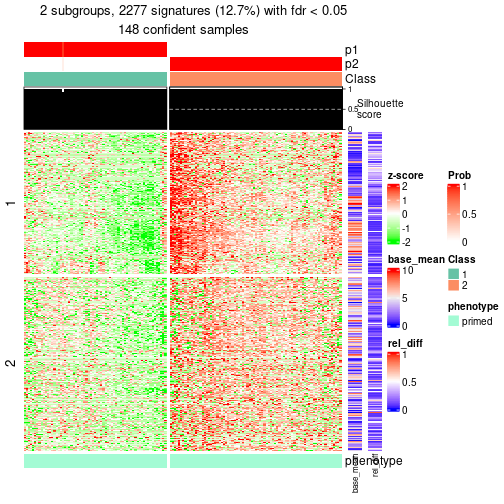 2 subgroups, 2277 signatures (12.7%) with fdr < 0.05
148 confident samples
p1
p2
Class
1
0.5
0
Silhouette
score
1
2
z-score
2
1
0
-1
-2
Prob
1
0.5
0
base_mean
10
5
0
Class
1
2
phenotype
primed
rel_diff
1
0.5
0
phenotype
base_mean
rel_diff